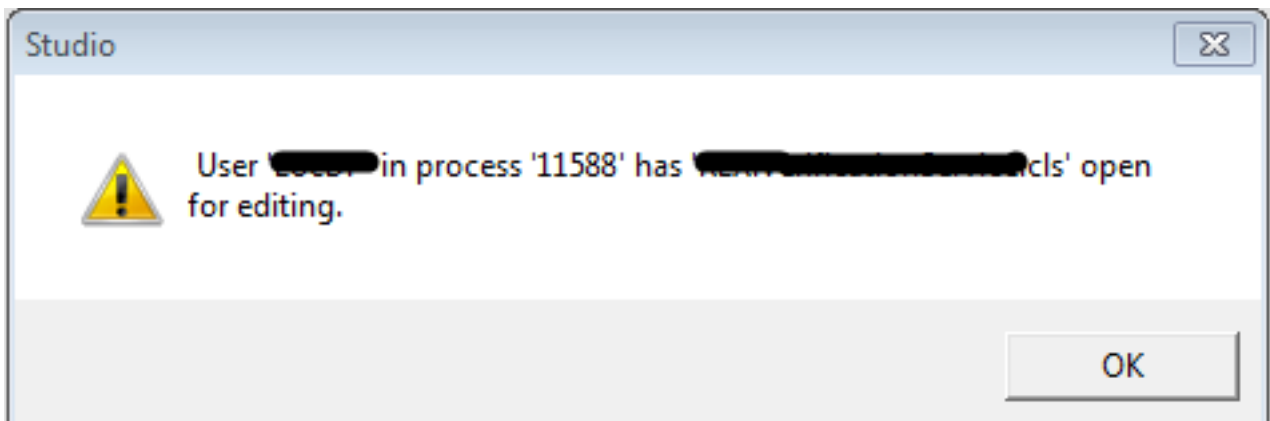 Studio
User ' in process '11588' has ' cls' open
for editing.
OK